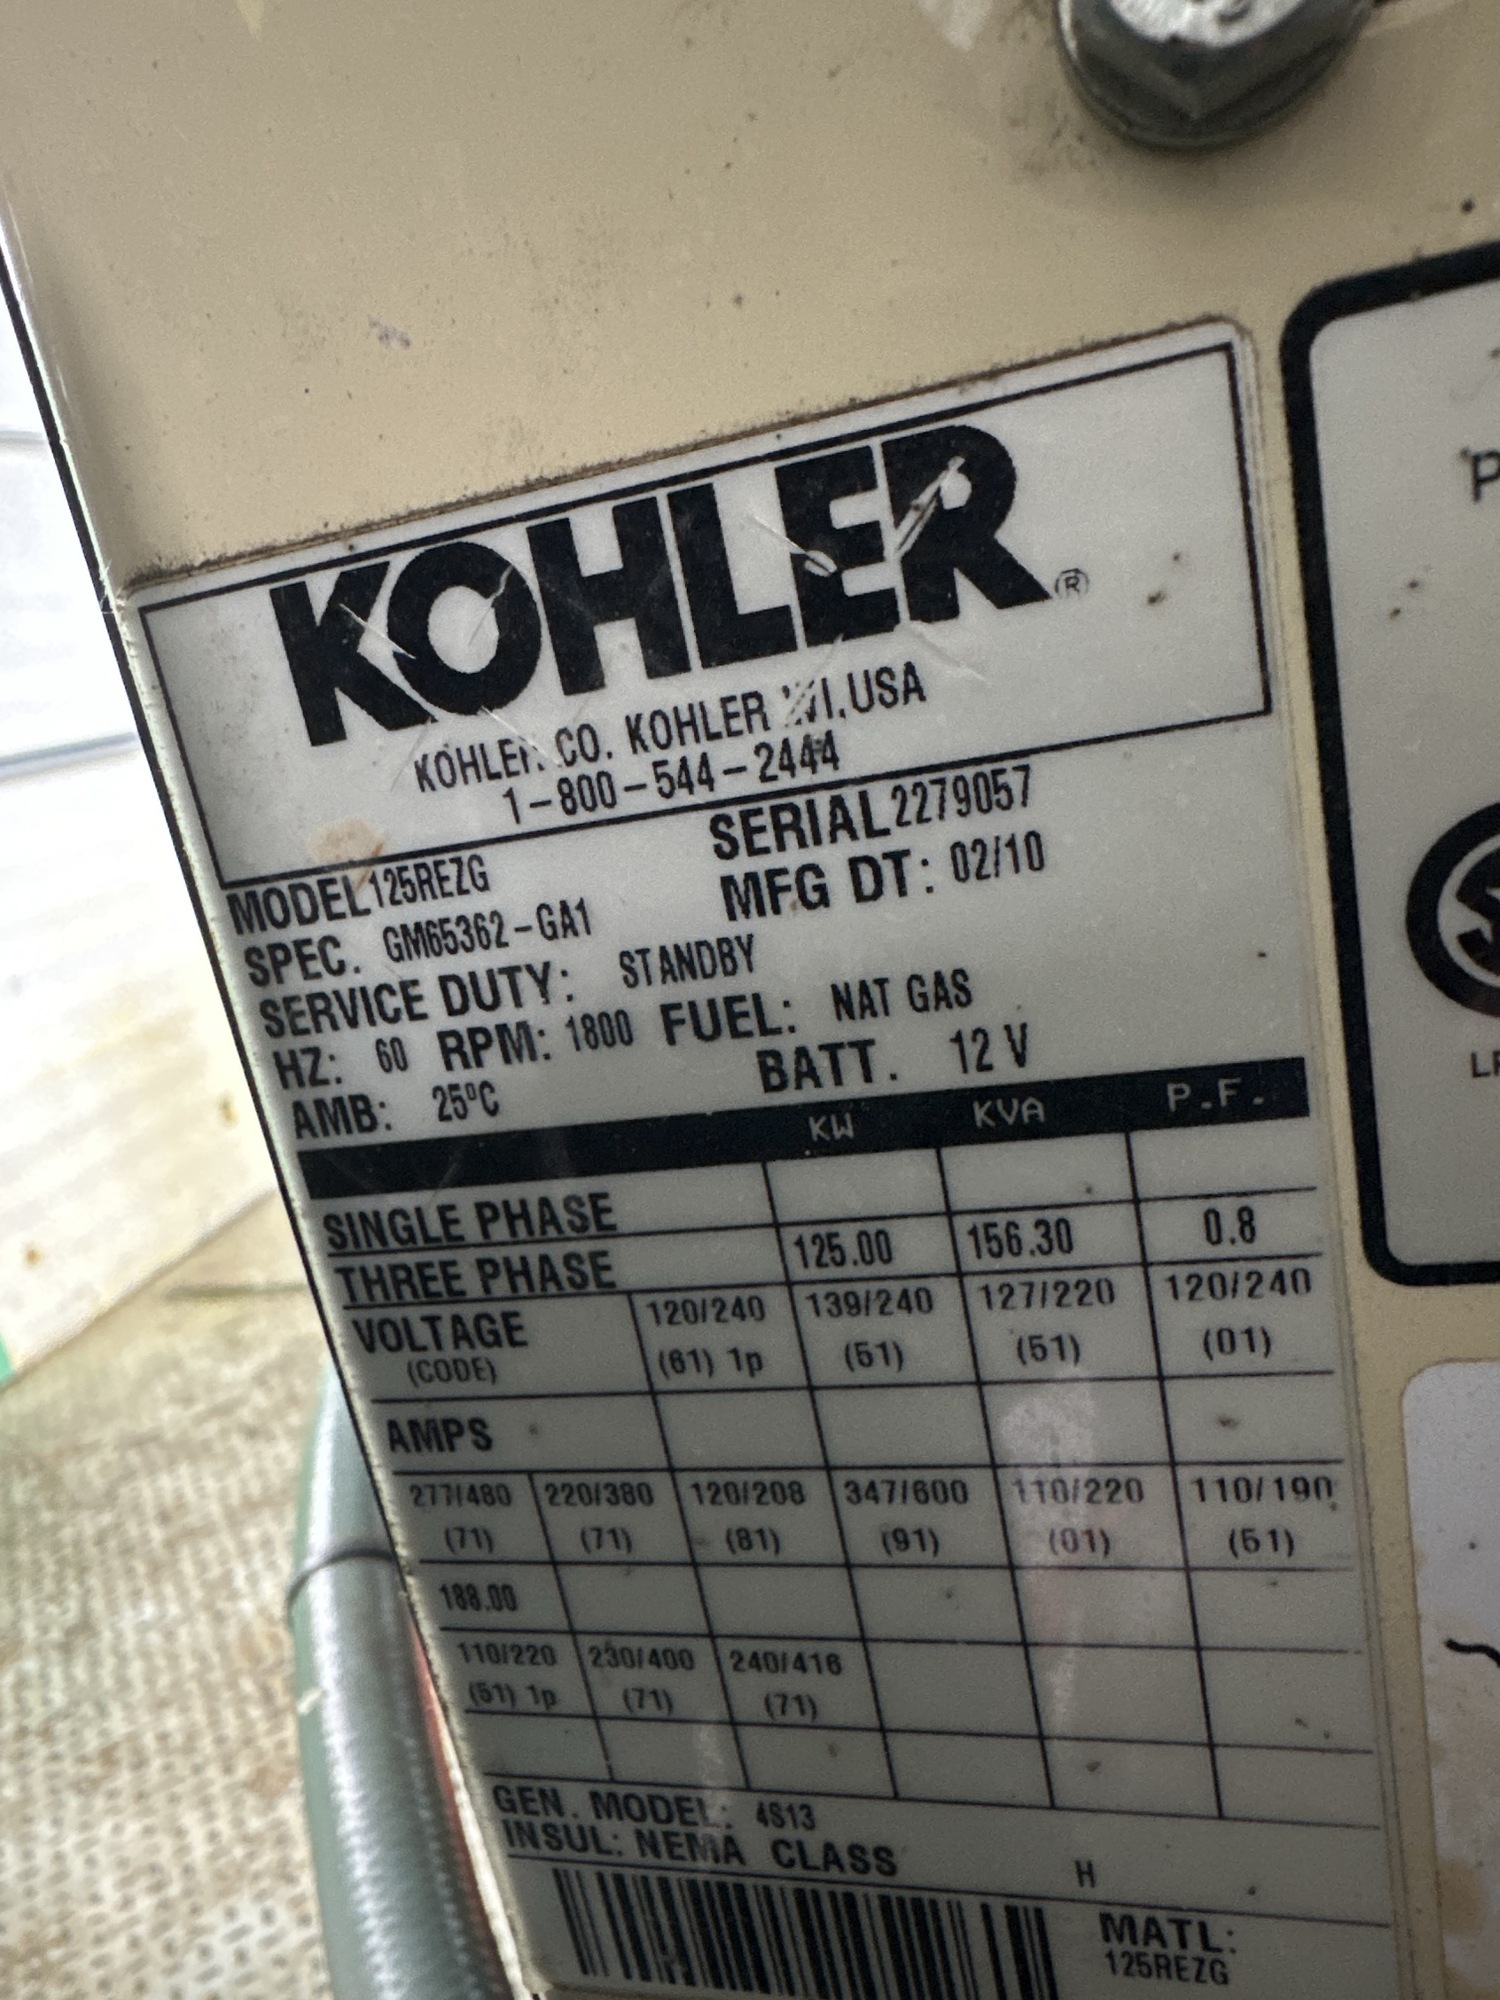 KOHLER®
KOHLER CO. KOHLER WI, USA
1-800-544-2444
MODEL 125REZG SERIAL 2279057
SPEC. GM65362-GA1 MFG DT: 02/10
SERVICE DUTY: STANDBY
HZ: 60 RPM: 1800 FUEL: NAT GAS
AMB: 25°C BATT. 12 V
KW KVA P.F.
SINGLE PHASE
THREE PHASE 125.00 156.30 0.8
VOLTAGE 120/240 139/240 127/220 120/240
(CODE) (61) 1p (51) (51) (01)
AMPS
277/480 220/380 120/208 347/600 110/220 110/190
(71) (71) (81) (91) (01) (51)
188.00
110/220 230/400 240/416
(51) 1p (71) (71)
GEN. MODEL: 4S13
INSUL: NEMA CLASS H
MATL:
125REZG
P